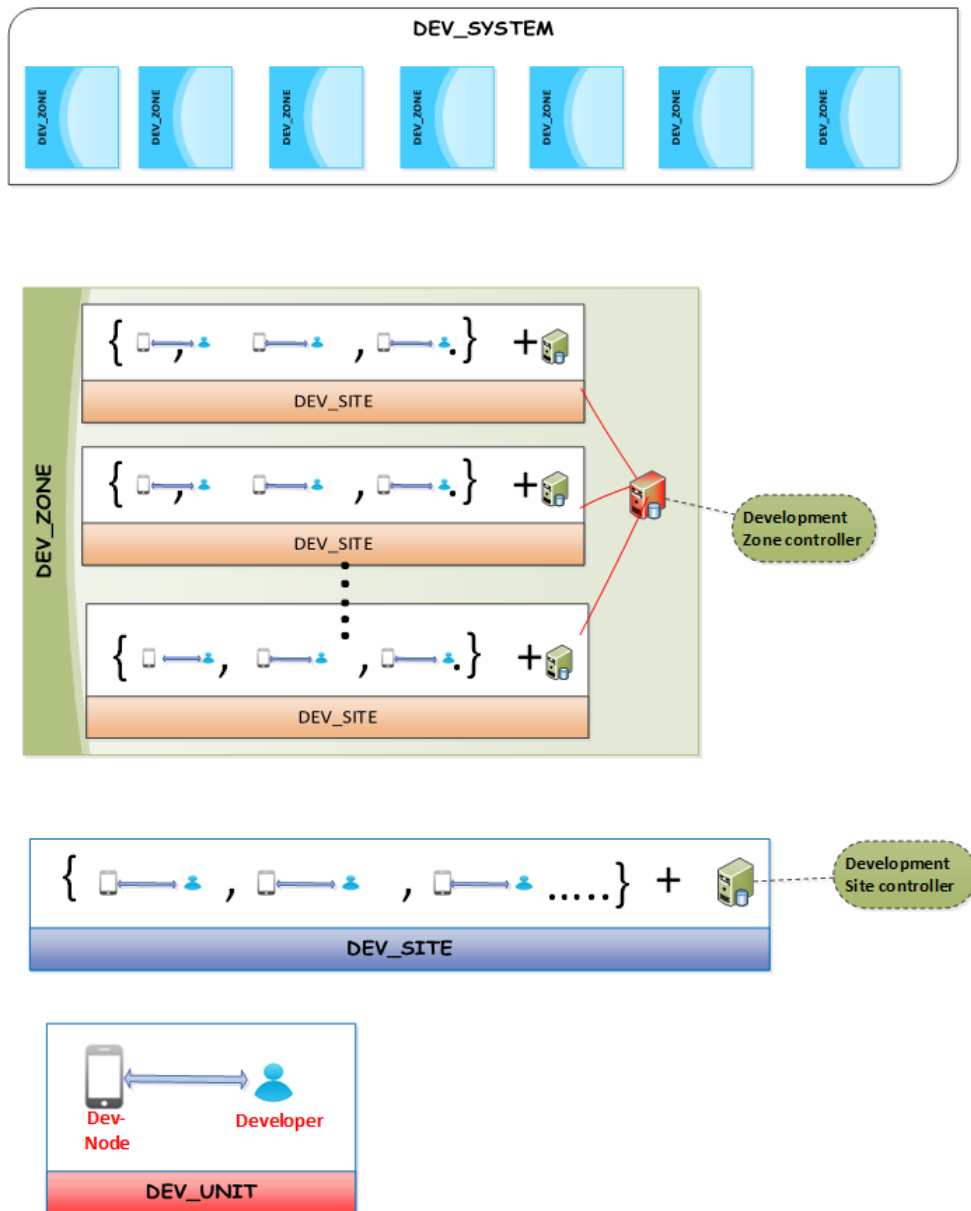 DEV_SYSTEM
DEV_ZONE
DEV_ZONE
DEV_ZONE
DEV_ZONE
DEV_ZONE
DEV_ZONE
DEV_ZONE
DEV_ZONE
{ , , .} +
DEV_SITE
{ , , .} +
DEV_SITE
Development
Zone controller
{ , , .} +
DEV_SITE
{ , , .....} +
Development
Site controller
DEV_SITE
Dev-
Node
Developer
DEV_UNIT